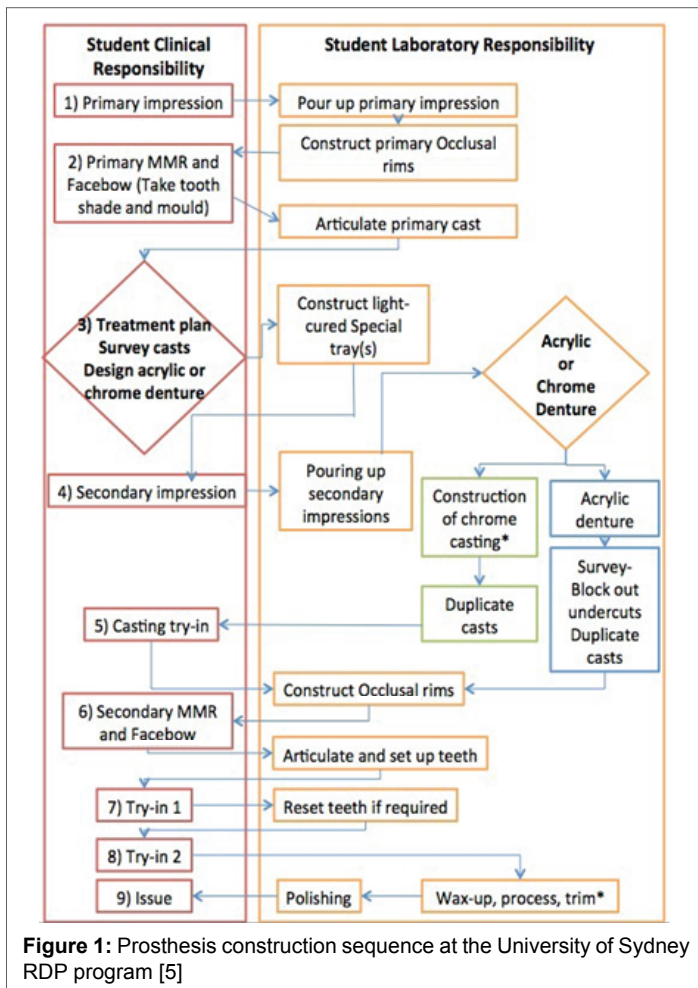 Student Clinical
Responsibility
Student Laboratory Responsibility
1) Primary impression
Pour up primary impression
Construct primary Occlusal
rims
2) Primary MMR and
Facebow (Take tooth
shade and mould)
Articulate primary cast
3) Treatment plan
Survey casts
Design acrylic or
chrome denture
Construct light-
cured Special
tray(s)
Acrylic
or
Chrome
Denture
4) Secondary impression
Pouring up
secondary
impressions
Construction
of chrome
casting*
Acrylic
denture
Duplicate
casts
Survey-
Block out
undercuts
Duplicate
casts
5) Casting try-in
Construct Occlusal rims
6) Secondary MMR
and Facebow
Articulate and set up teeth
7) Try-in 1
Reset teeth if required
8) Try-in 2
9) Issue
Polishing
Wax-up, process, trim*
Figure 1: Prosthesis construction sequence at the University of Sydney
RDP program [5]